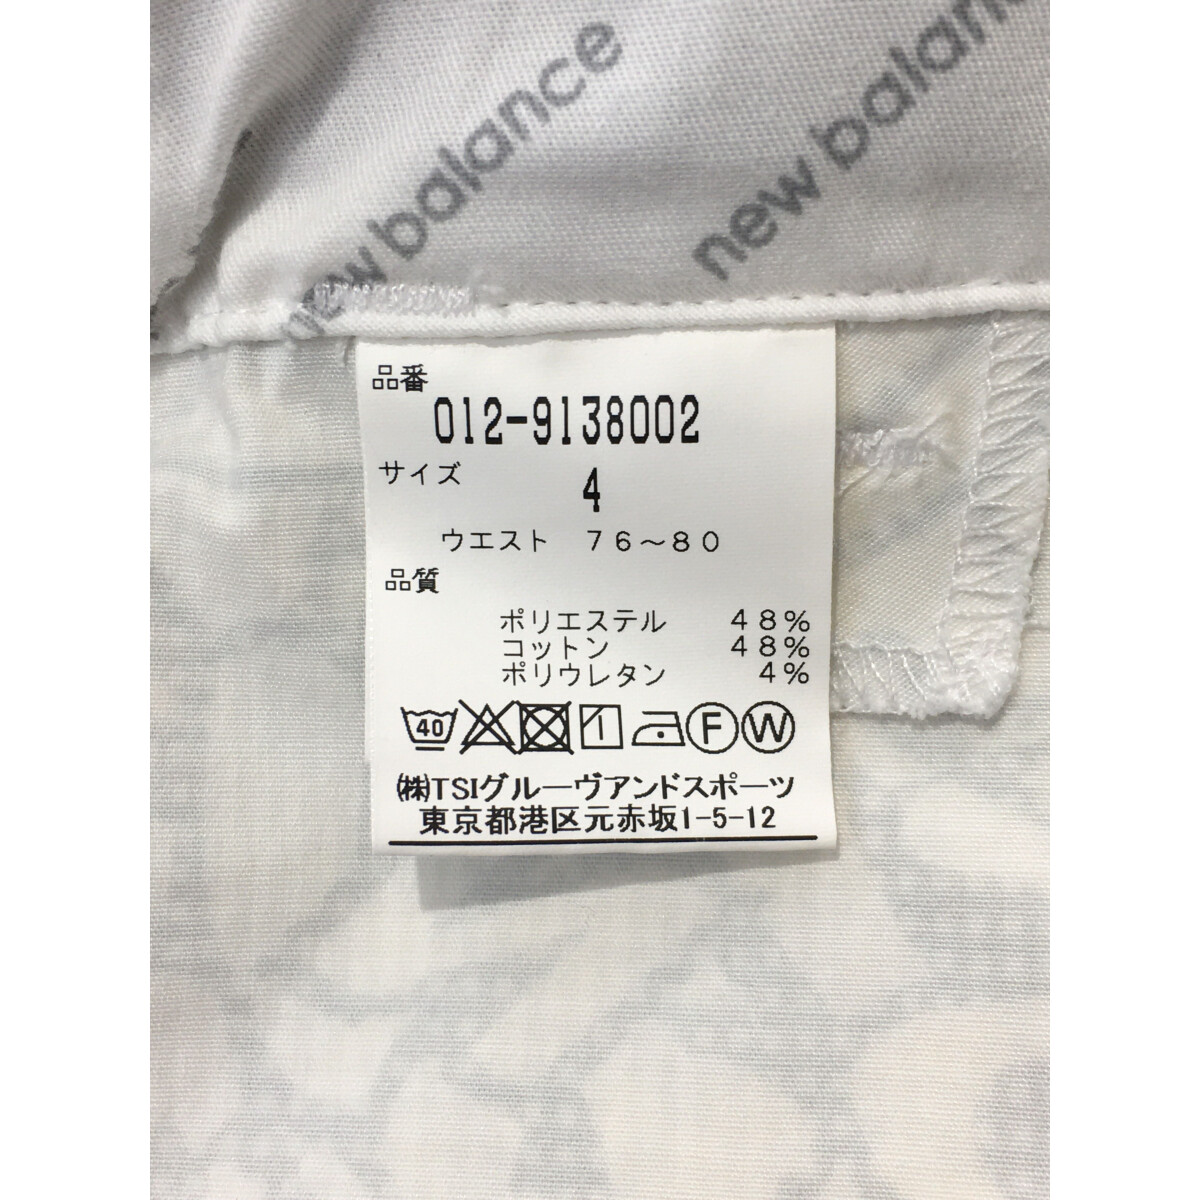 new balance
new balan
品番
012-9138002
サイズ
4
ウエスト 76～80
品質
ポリエステル 48%
コットン 48%
ポリウレタン 4%
40 F W
㈱TSIグルーヴアンドスポーツ
東京都港区元赤坂1-5-12